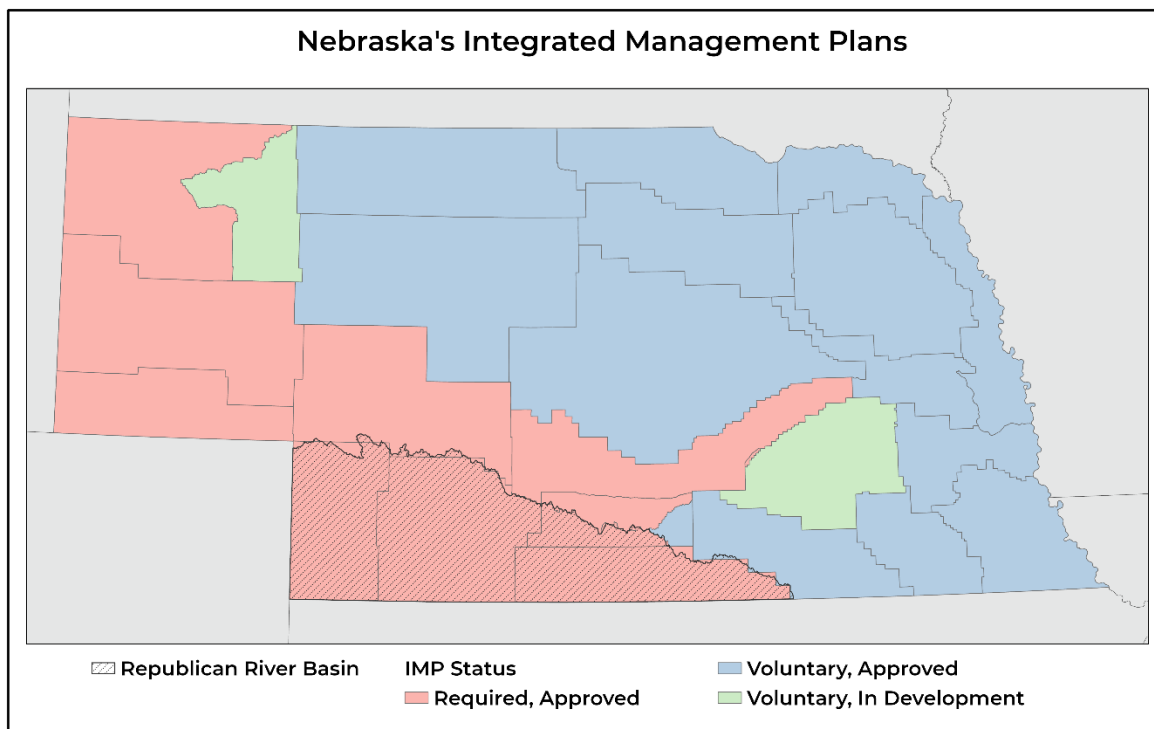 Nebraska's Integrated Management Plans
Republican River Basin
IMP Status
Required, Approved
Voluntary, Approved
Voluntary, In Development